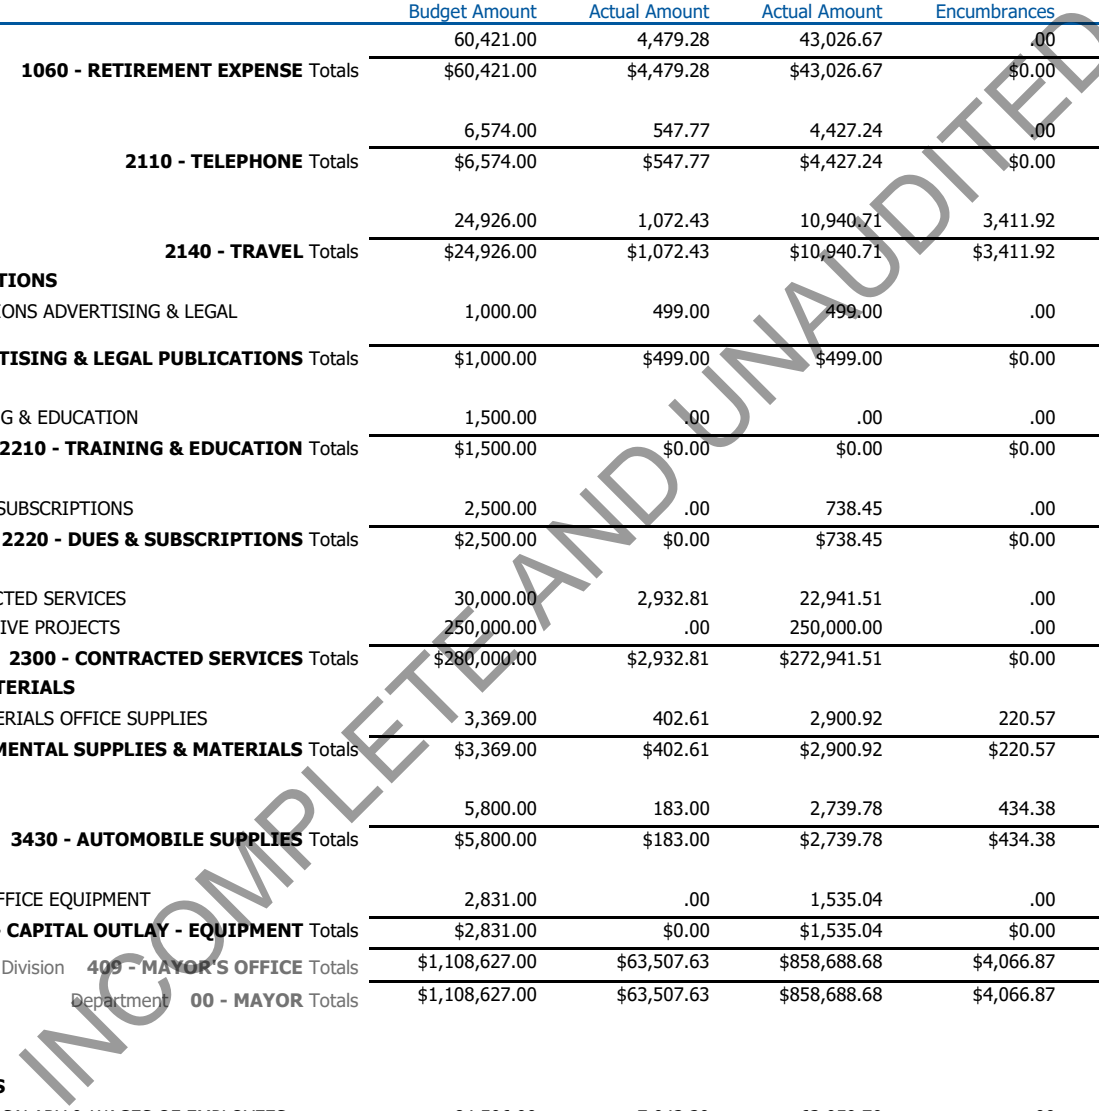 Budget Amount Actual Amount Actual Amount Encumbrances
60,421.00 4,479.28 43,026.67 .00
1060 - RETIREMENT EXPENSE Totals $60,421.00 $4,479.28 $43,026.67 $0.00
6,574.00 547.77 4,427.24 .00
2110 - TELEPHONE Totals $6,574.00 $547.77 $4,427.24 $0.00
24,926.00 1,072.43 10,940.71 3,411.92
2140 - TRAVEL Totals $24,926.00 $1,072.43 $10,940.71 $3,411.92
TIONS
IONS ADVERTISING & LEGAL 1,000.00 499.00 499.00 .00
TISING & LEGAL PUBLICATIONS Totals $1,000.00 $499.00 $499.00 $0.00
G & EDUCATION 1,500.00 .00 .00 .00
2210 - TRAINING & EDUCATION Totals $1,500.00 $0.00 $0.00 $0.00
SUBSCRIPTIONS 2,500.00 .00 738.45 .00
2220 - DUES & SUBSCRIPTIONS Totals $2,500.00 $0.00 $738.45 $0.00
CTED SERVICES 30,000.00 2,932.81 22,941.51 .00
IVE PROJECTS 250,000.00 .00 250,000.00 .00
2300 - CONTRACTED SERVICES Totals $280,000.00 $2,932.81 $272,941.51 $0.00
TERIALS
ERIALS OFFICE SUPPLIES 3,369.00 402.61 2,900.92 220.57
MENTAL SUPPLIES & MATERIALS Totals $3,369.00 $402.61 $2,900.92 $220.57
5,800.00 183.00 2,739.78 434.38
3430 - AUTOMOBILE SUPPLIES Totals $5,800.00 $183.00 $2,739.78 $434.38
FFICE EQUIPMENT 2,831.00 .00 1,535.04 .00
- CAPITAL OUTLAY - EQUIPMENT Totals $2,831.00 $0.00 $1,535.04 $0.00
Division 409 - MAYOR'S OFFICE Totals $1,108,627.00 $63,507.63 $858,688.68 $4,066.87
Department 00 - MAYOR Totals $1,108,627.00 $63,507.63 $858,688.68 $4,066.87
S
INCOMPLETE AND UNAUDITED